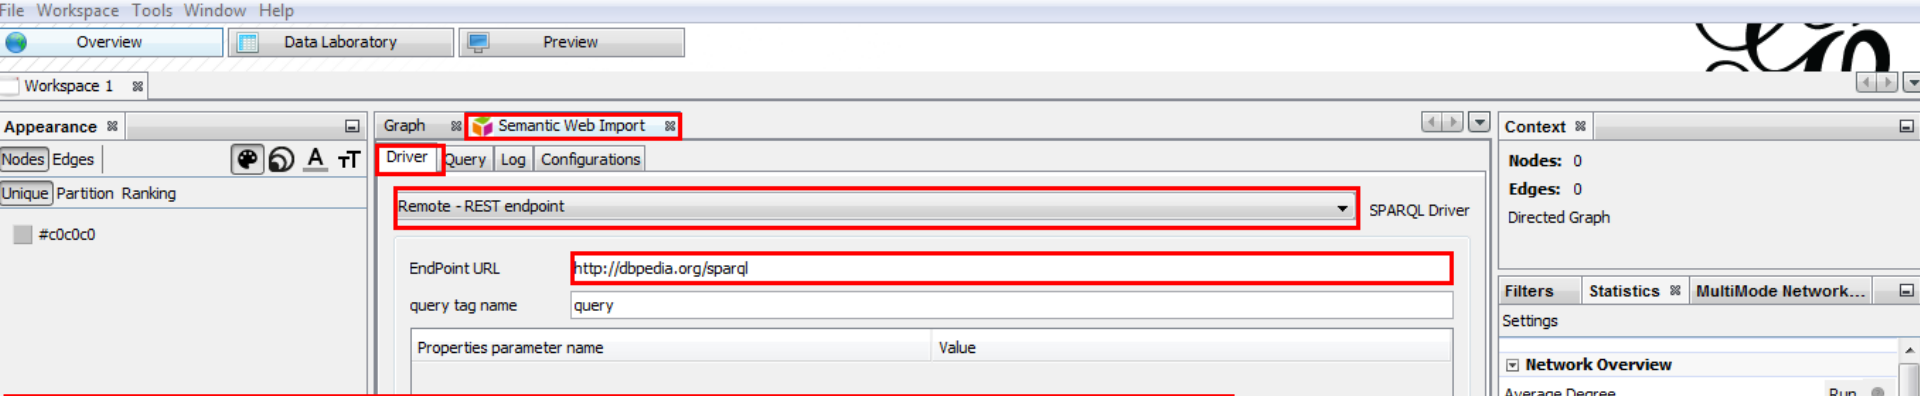 File Workspace Tools Window Help
Overview Data Laboratory Preview
Workspace 1
Appearance
Nodes Edges
Unique Partition Ranking
#c0c0c0
Graph Semantic Web Import
Driver Query Log Configurations
Remote - REST endpoint SPARQL Driver
EndPoint URL http://dbpedia.org/sparql
query tag name query
Properties parameter name Value
Context
Nodes: 0
Edges: 0
Directed Graph
Filters Statistics MultiMode Network...
Settings
Network Overview
Average Degree Run